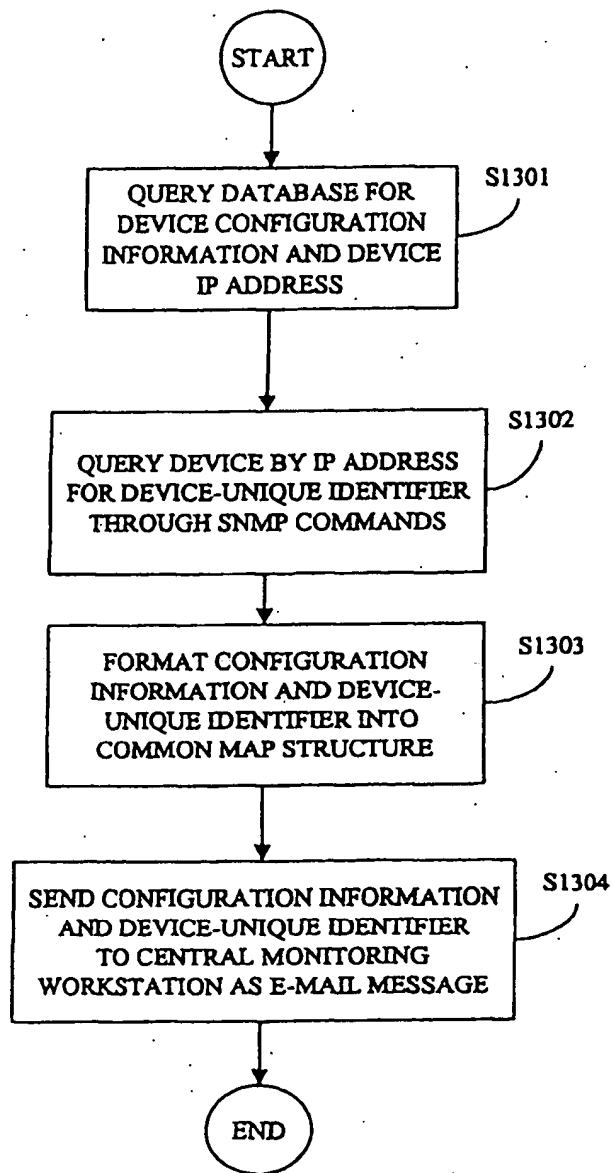 START
QUERY DATABASE FOR
DEVICE CONFIGURATION
INFORMATION AND DEVICE
IP ADDRESS
S1301
QUERY DEVICE BY IP ADDRESS
FOR DEVICE-UNIQUE IDENTIFIER
THROUGH SNMP COMMANDS
S1302
FORMAT CONFIGURATION
INFORMATION AND DEVICE-
UNIQUE IDENTIFIER INTO
COMMON MAP STRUCTURE
S1303
SEND CONFIGURATION INFORMATION
AND DEVICE-UNIQUE IDENTIFIER
TO CENTRAL MONITORING
WORKSTATION AS E-MAIL MESSAGE
S1304
END